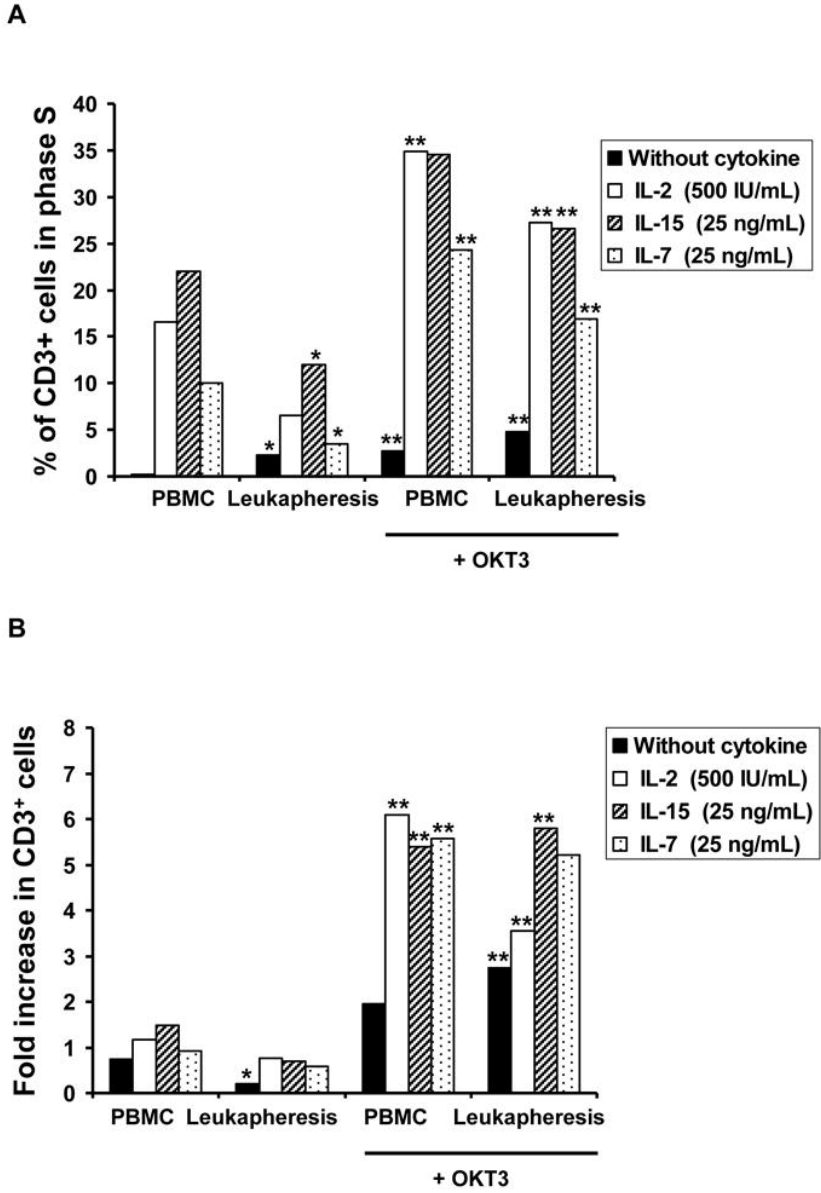 A
% of CD3+ cells in phase S
40
35
30
25
20
15
10
5
0
** ** ** ** ** * * * ** **
Without cytokine
IL-2 (500 IU/mL)
IL-15 (25 ng/mL)
IL-7 (25 ng/mL)
PBMC Leukapheresis PBMC Leukapheresis
+ OKT3
B
Fold increase in CD3+ cells
8
7
6
5
4
3
2
1
0
** ** ** ** ** ** *
Without cytokine
IL-2 (500 IU/mL)
IL-15 (25 ng/mL)
IL-7 (25 ng/mL)
PBMC Leukapheresis PBMC Leukapheresis
+ OKT3